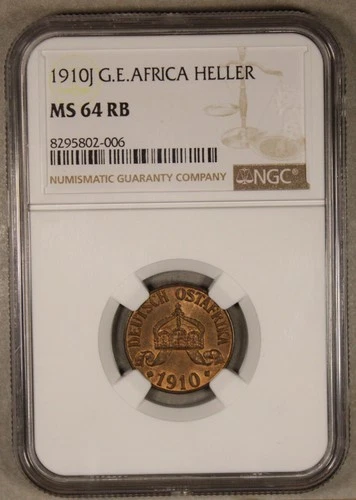 1910J G.E.AFRICA HELLER
MS 64 RB
8295802-006
NUMISMATIC GUARANTY COMPANY
NGC
DEUTSCH OSTAFRIKA
1910